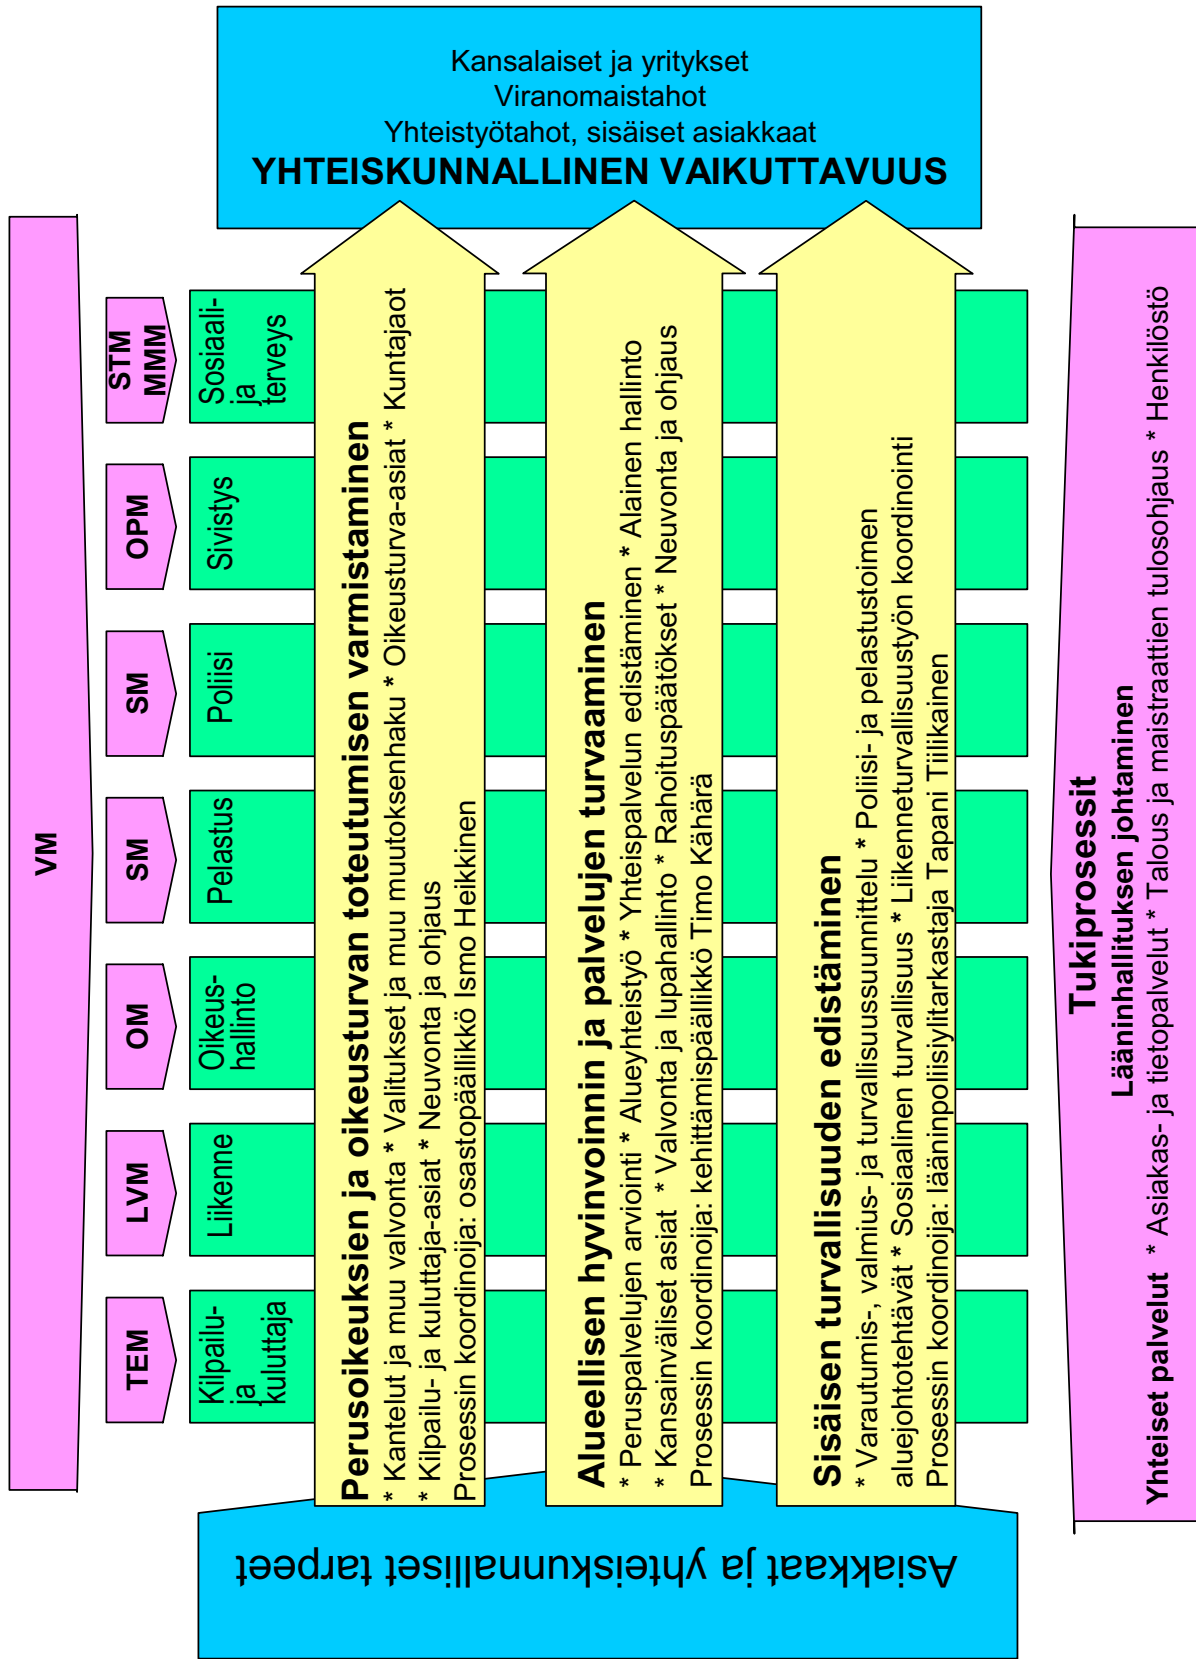 Kansalaiset ja yritykset
Viranomaistahot
Yhteistyötahot, sisäiset asiakkaat
YHTEISKUNNALLINEN VAIKUTTAVUUS
VM
STM
MMM
OPM
SM
SM
OM
LVM
TEM
Sosiaali-
ja
terveys
Sivistys
Poliisi
Pelastus
Oikeus-
hallinto
Liikenne
Kilpailu-
ja
kuluttaja
Perusoikeuksien ja oikeusturvan toteutumisen varmistaminen
* Kantelut ja muu valvonta * Valitukset ja muu muutoksenhaku * Oikeusturva-asiat * Kuntajaot
* Kilpailu- ja kuluttaja-asiat * Neuvonta ja ohjaus
Prosessin koordinoija: osastopäällikkö Ismo Heikkinen
Alueellisen hyvinvoinnin ja palvelujen turvaaminen
* Peruspalvelujen arviointi * Alueyhteistyö * Yhteispalvelun edistäminen * Alainen hallinto
* Kansainväliset asiat * Valvonta ja lupahallinto * Rahoituspäätökset * Neuvonta ja ohjaus
Prosessin koordinoija: kehittämispäällikkö Timo Kähärä
Sisäisen turvallisuuden edistäminen
* Varautumis-, valmius- ja turvallisuussuunnittelu * Poliisi- ja pelastustoimen
aluejohtotehtävät * Sosiaalinen turvallisuus * Liikenneturvallisuustyön koordinointi
Prosessin koordinoija: lääninpoliisiylitarkastaja Tapani Tiilikainen
Tukiprosessit
Lääninhallituksen johtaminen
Yhteiset palvelut * Asiakas- ja tietopalvelut * Talous ja maistraattien tulosohjaus * Henkilöstö
Asiakkaat ja yhteiskunnalliset tarpeet